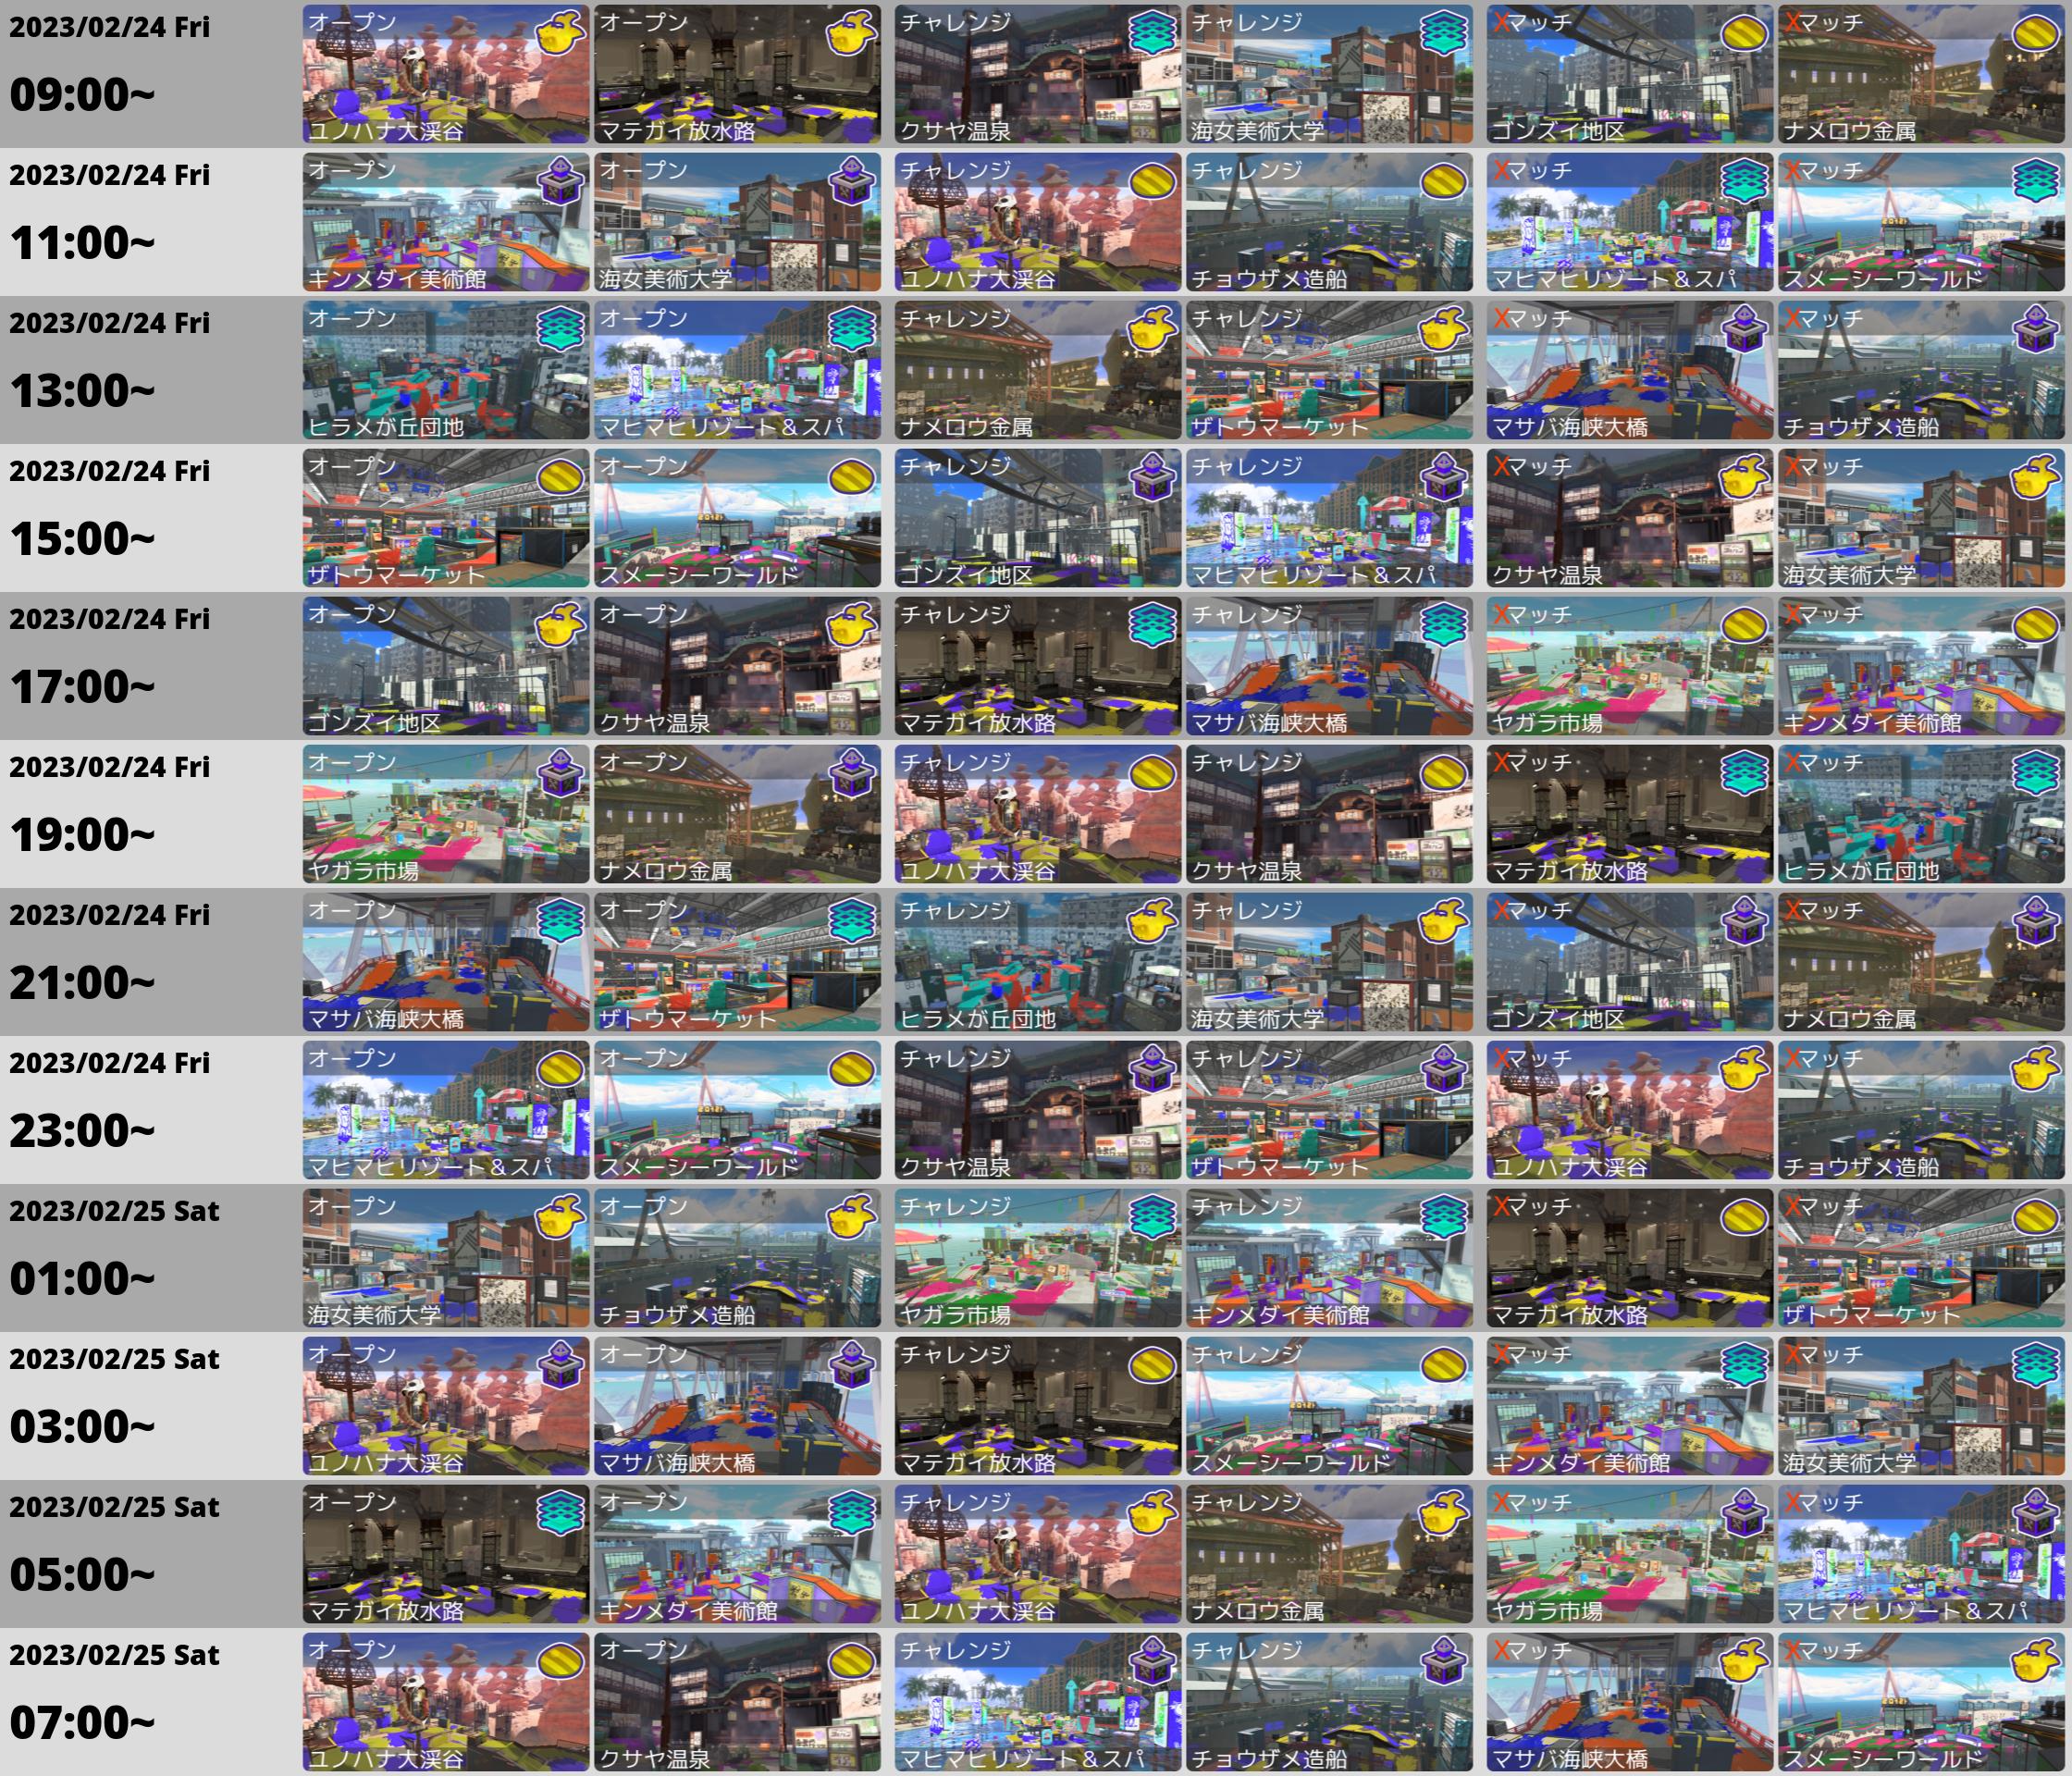 2023/02/24 Fri
09:00~
オープン
ユノハナ大渓谷
オープン
マテガイ放水路
チャレンジ
クサヤ温泉
チャレンジ
海女美術大学
Xマッチ
ゴンズイ地区
Xマッチ
ナメロウ金属
2023/02/24 Fri
11:00~
オープン
キンメダイ美術館
オープン
海女美術大学
チャレンジ
ユノハナ大渓谷
チャレンジ
チョウザメ造船
Xマッチ
マヒマヒリゾート&スパ
Xマッチ
スメーシーワールド
2023/02/24 Fri
13:00~
オープン
ヒラメが丘団地
オープン
マヒマヒリゾート&スパ
チャレンジ
ナメロウ金属
チャレンジ
ザトウマーケット
Xマッチ
マサバ海峡大橋
Xマッチ
チョウザメ造船
2023/02/24 Fri
15:00~
オープン
ザトウマーケット
オープン
スメーシーワールド
チャレンジ
ゴンズイ地区
チャレンジ
マヒマヒリゾート&スパ
Xマッチ
クサヤ温泉
Xマッチ
海女美術大学
2023/02/24 Fri
17:00~
オープン
ゴンズイ地区
オープン
クサヤ温泉
チャレンジ
マテガイ放水路
チャレンジ
マサバ海峡大橋
Xマッチ
ヤガラ市場
Xマッチ
キンメダイ美術館
2023/02/24 Fri
19:00~
オープン
ヤガラ市場
オープン
ナメロウ金属
チャレンジ
ユノハナ大渓谷
チャレンジ
クサヤ温泉
Xマッチ
マテガイ放水路
Xマッチ
ヒラメが丘団地
2023/02/24 Fri
21:00~
オープン
マサバ海峡大橋
オープン
ザトウマーケット
チャレンジ
ヒラメが丘団地
チャレンジ
海女美術大学
Xマッチ
ゴンズイ地区
Xマッチ
ナメロウ金属
2023/02/24 Fri
23:00~
オープン
マヒマヒリゾート&スパ
オープン
スメーシーワールド
チャレンジ
クサヤ温泉
チャレンジ
ザトウマーケット
Xマッチ
ユノハナ大渓谷
Xマッチ
チョウザメ造船
2023/02/25 Sat
01:00~
オープン
海女美術大学
オープン
チョウザメ造船
チャレンジ
ヤガラ市場
チャレンジ
キンメダイ美術館
Xマッチ
マテガイ放水路
Xマッチ
ザトウマーケット
2023/02/25 Sat
03:00~
オープン
ユノハナ大渓谷
オープン
マサバ海峡大橋
チャレンジ
マテガイ放水路
チャレンジ
スメーシーワールド
Xマッチ
キンメダイ美術館
Xマッチ
海女美術大学
2023/02/25 Sat
05:00~
オープン
マテガイ放水路
オープン
キンメダイ美術館
チャレンジ
ユノハナ大渓谷
チャレンジ
ナメロウ金属
Xマッチ
ヤガラ市場
Xマッチ
マヒマヒリゾート&スパ
2023/02/25 Sat
07:00~
オープン
ユノハナ大渓谷
オープン
クサヤ温泉
チャレンジ
マヒマヒリゾート&スパ
チャレンジ
チョウザメ造船
Xマッチ
マサバ海峡大橋
Xマッチ
スメーシーワールド